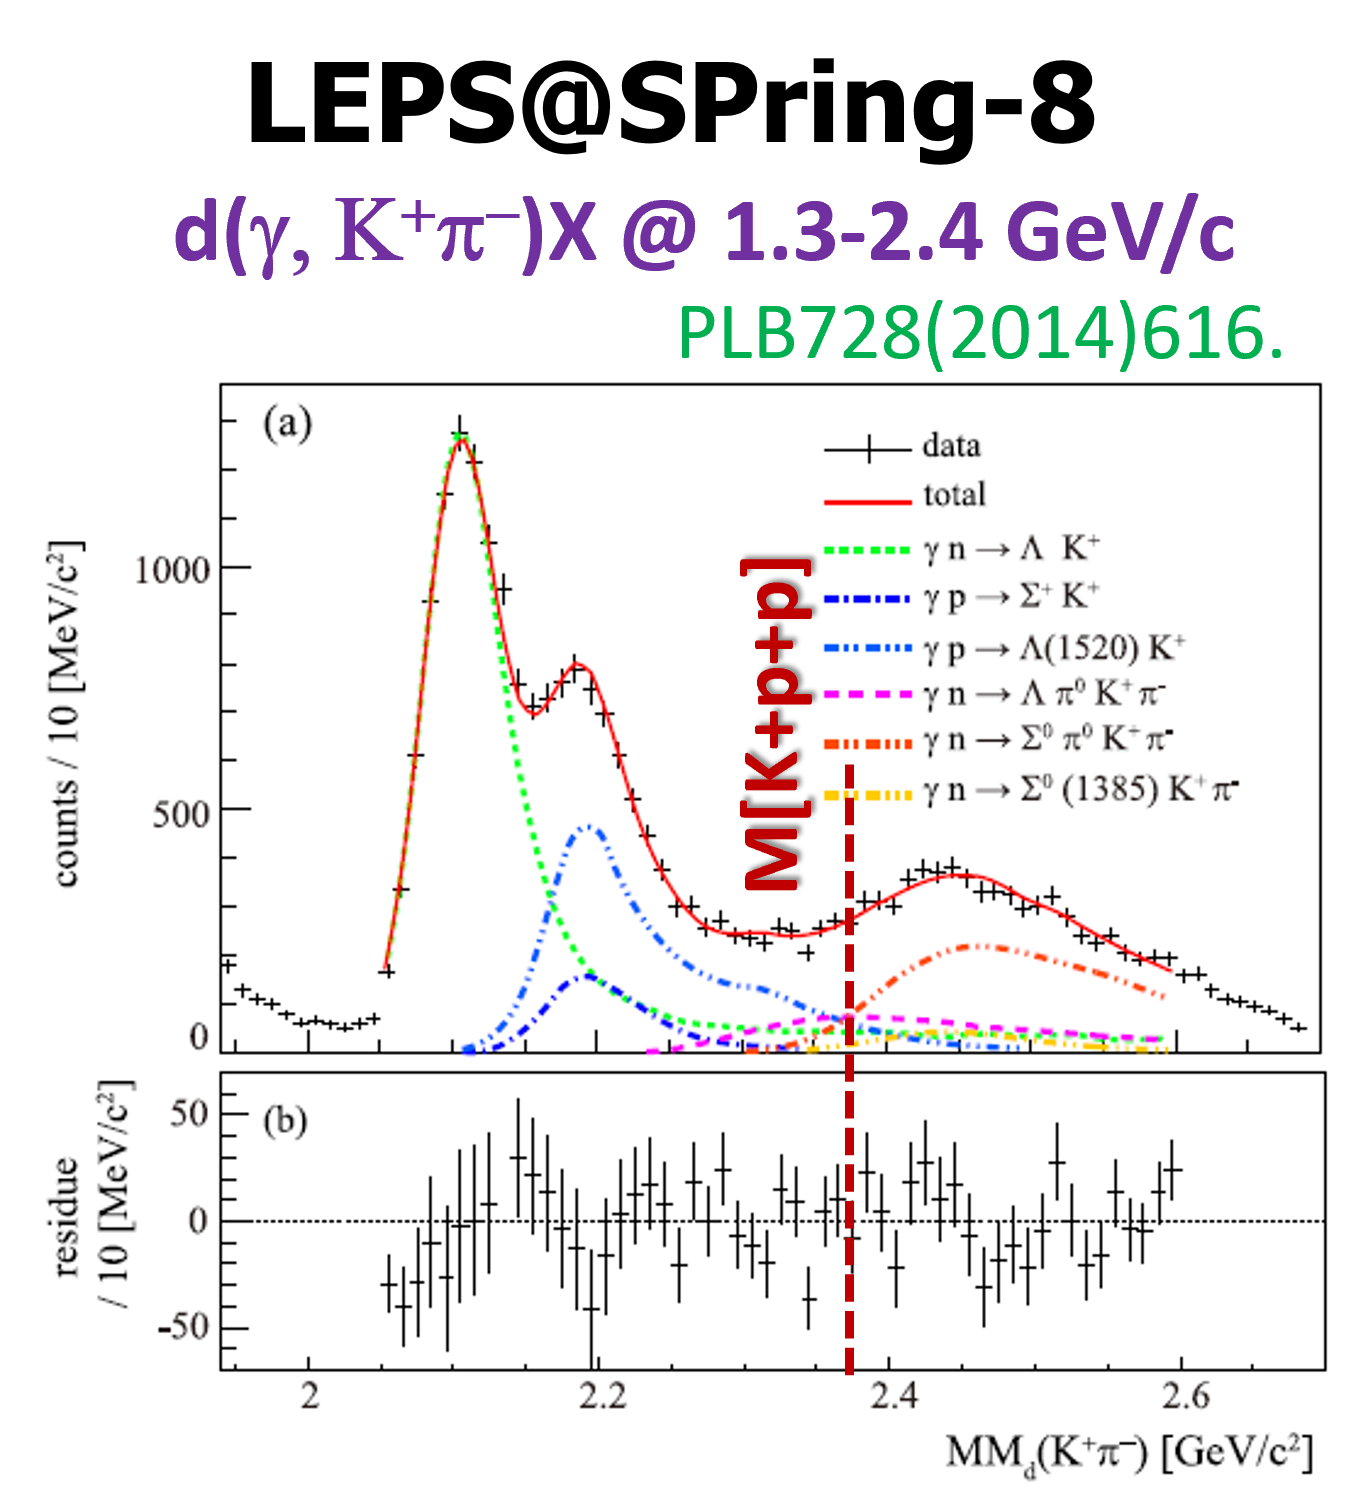 LEPS@SPring-8
d(γ, K⁺π⁻)X @ 1.3-2.4 GeV/c
PLB728(2014)616.
(a)
data
total
γ n → Λ K⁺
γ p → Σ⁺ K⁺
γ p → Λ(1520) K⁺
γ n → Λ π⁰ K⁺ π⁻
γ n → Σ⁰ π⁰ K⁺ π⁻
γ n → Σ⁰ (1385) K⁺ π⁻
M[K+p+p]
counts / 10 [MeV/c²]
1000
500
0
(b)
residue
/ 10 [MeV/c²]
50
0
-50
2
2.2
2.4
2.6
MM_d(K⁺π⁻) [GeV/c²]